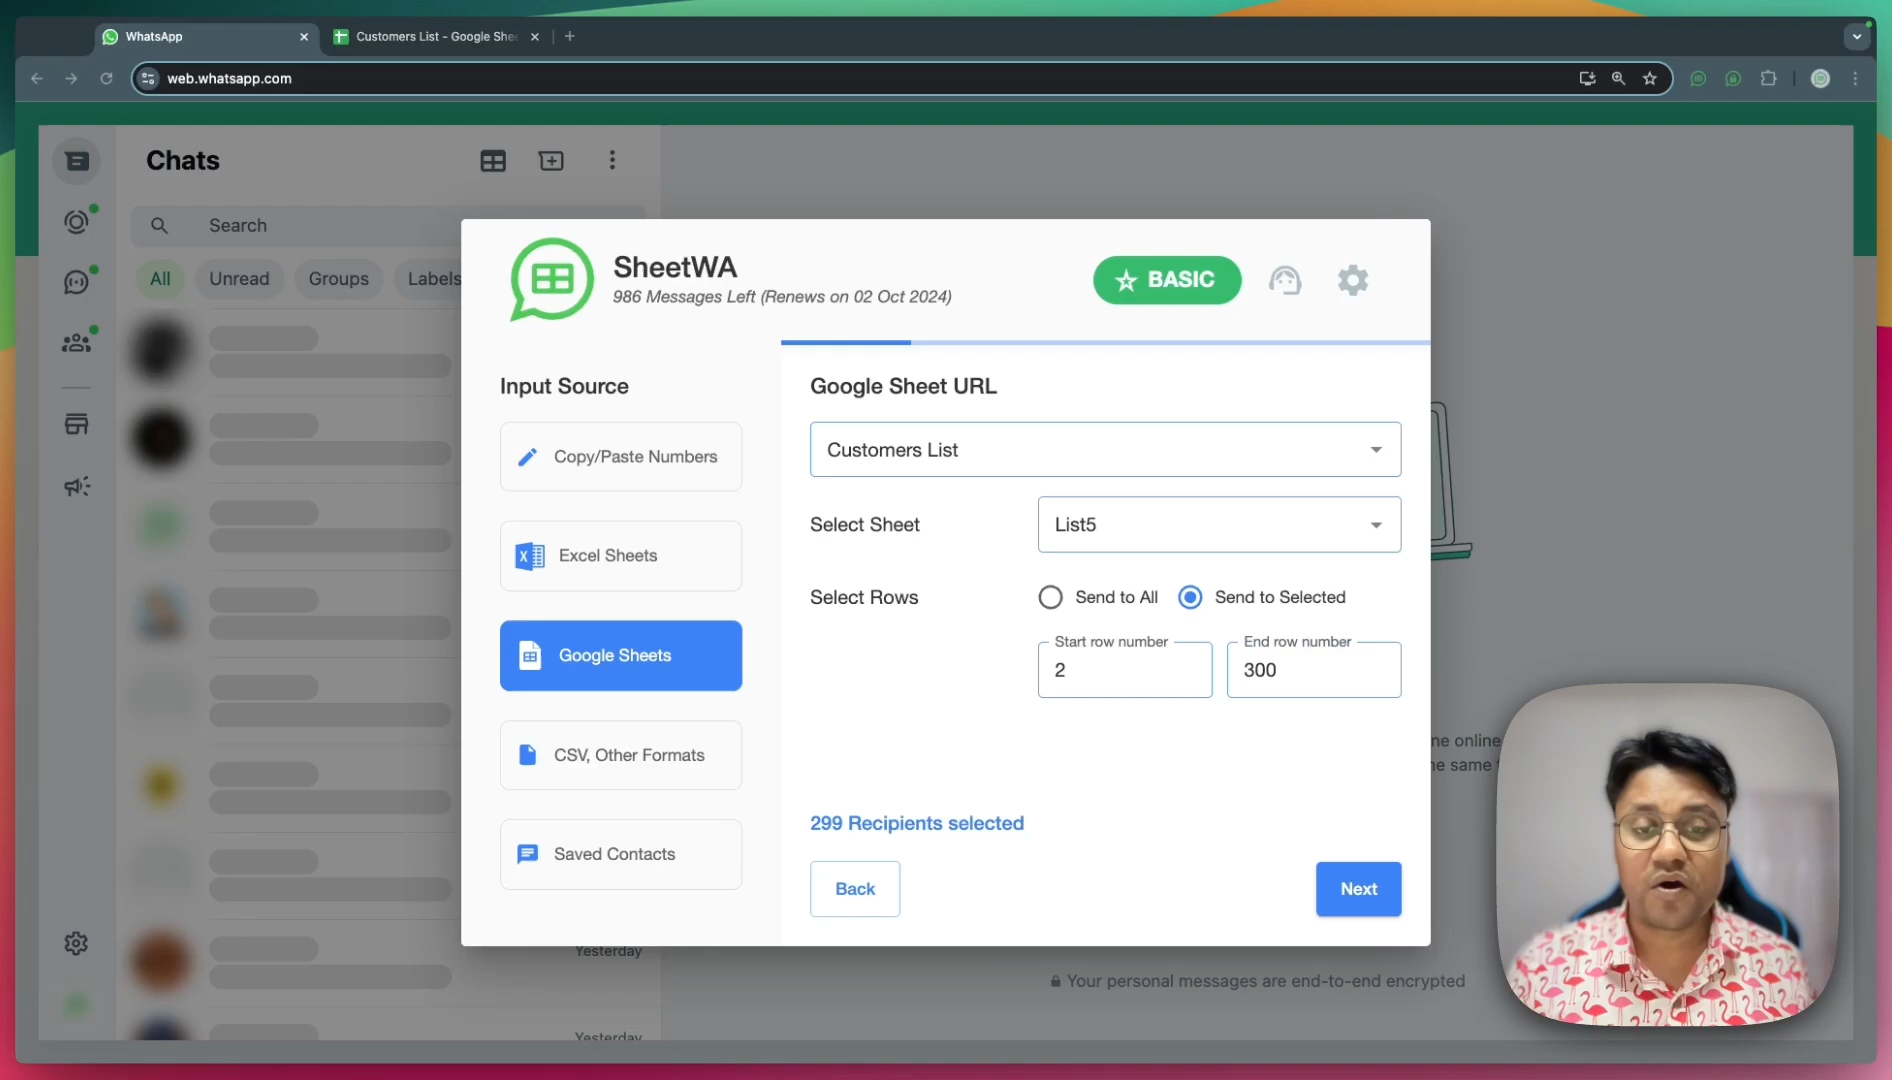 WhatsApp
Customers List - Google Shee
web.whatsapp.com
Chats
Search
All
Unread
Groups
Labels
Yesterday
Yesterday
SheetWA
986 Messages Left (Renews on 02 Oct 2024)
BASIC
Input Source
Copy/Paste Numbers
Excel Sheets
Google Sheets
CSV, Other Formats
Saved Contacts
Google Sheet URL
Customers List
Select Sheet
List5
Select Rows
Send to All
Send to Selected
Start row number
2
End row number
300
299 Recipients selected
Back
Next
ne online
he same
Your personal messages are end-to-end encrypted